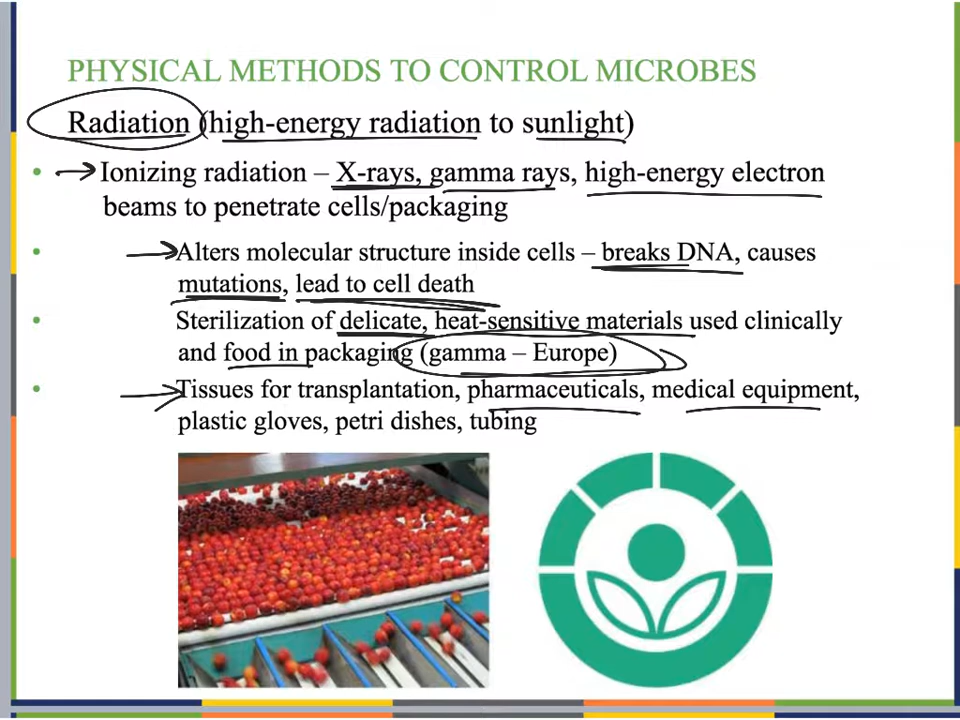 PHYSICAL METHODS TO CONTROL MICROBES
Radiation (high-energy radiation to sunlight)
• Ionizing radiation – X-rays, gamma rays, high-energy electron
beams to penetrate cells/packaging
• Alters molecular structure inside cells – breaks DNA, causes
mutations, lead to cell death
• Sterilization of delicate, heat-sensitive materials used clinically
and food in packaging (gamma – Europe)
• Tissues for transplantation, pharmaceuticals, medical equipment,
plastic gloves, petri dishes, tubing